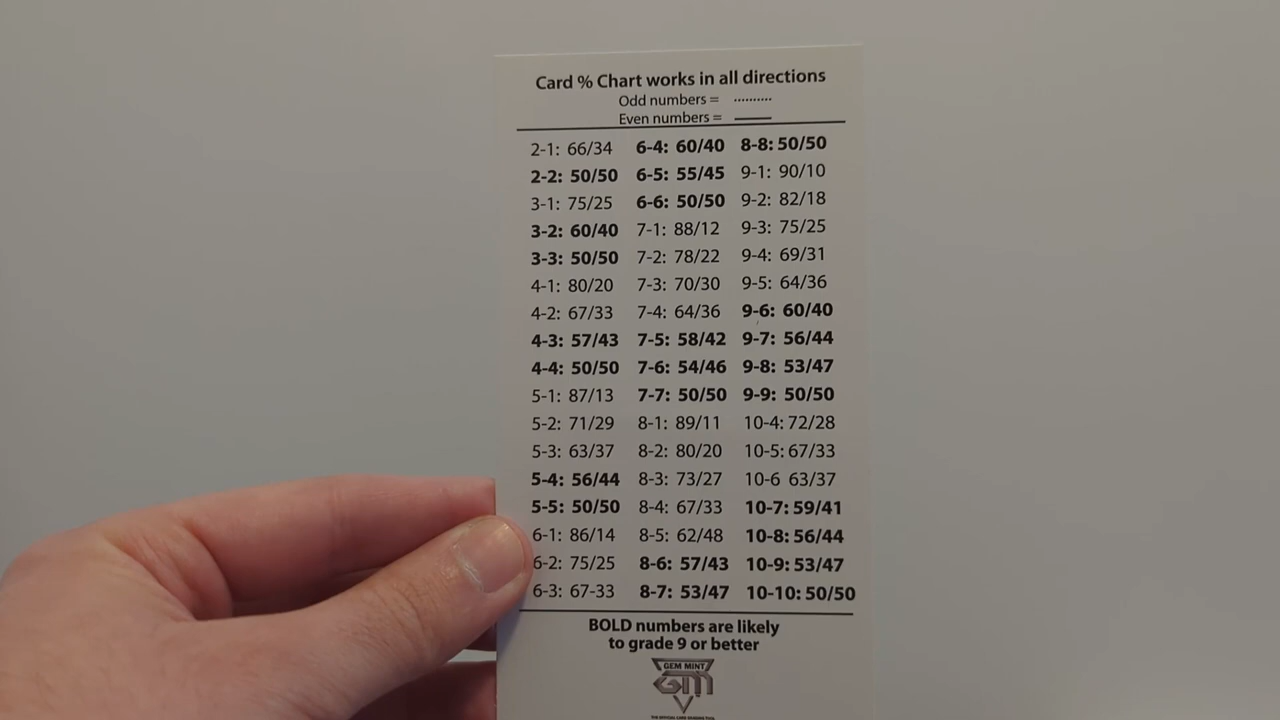 Card % Chart works in all directions
Odd numbers = ..........
Even numbers = ———
2-1: 66/34 6-4: 60/40 8-8: 50/50
2-2: 50/50 6-5: 55/45 9-1: 90/10
3-1: 75/25 6-6: 50/50 9-2: 82/18
3-2: 60/40 7-1: 88/12 9-3: 75/25
3-3: 50/50 7-2: 78/22 9-4: 69/31
4-1: 80/20 7-3: 70/30 9-5: 64/36
4-2: 67/33 7-4: 64/36 9-6: 60/40
4-3: 57/43 7-5: 58/42 9-7: 56/44
4-4: 50/50 7-6: 54/46 9-8: 53/47
5-1: 87/13 7-7: 50/50 9-9: 50/50
5-2: 71/29 8-1: 89/11 10-4: 72/28
5-3: 63/37 8-2: 80/20 10-5: 67/33
5-4: 56/44 8-3: 73/27 10-6 63/37
5-5: 50/50 8-4: 67/33 10-7: 59/41
6-1: 86/14 8-5: 62/48 10-8: 56/44
6-2: 75/25 8-6: 57/43 10-9: 53/47
6-3: 67-33 8-7: 53/47 10-10: 50/50
BOLD numbers are likely
to grade 9 or better
GEM MINT
GM